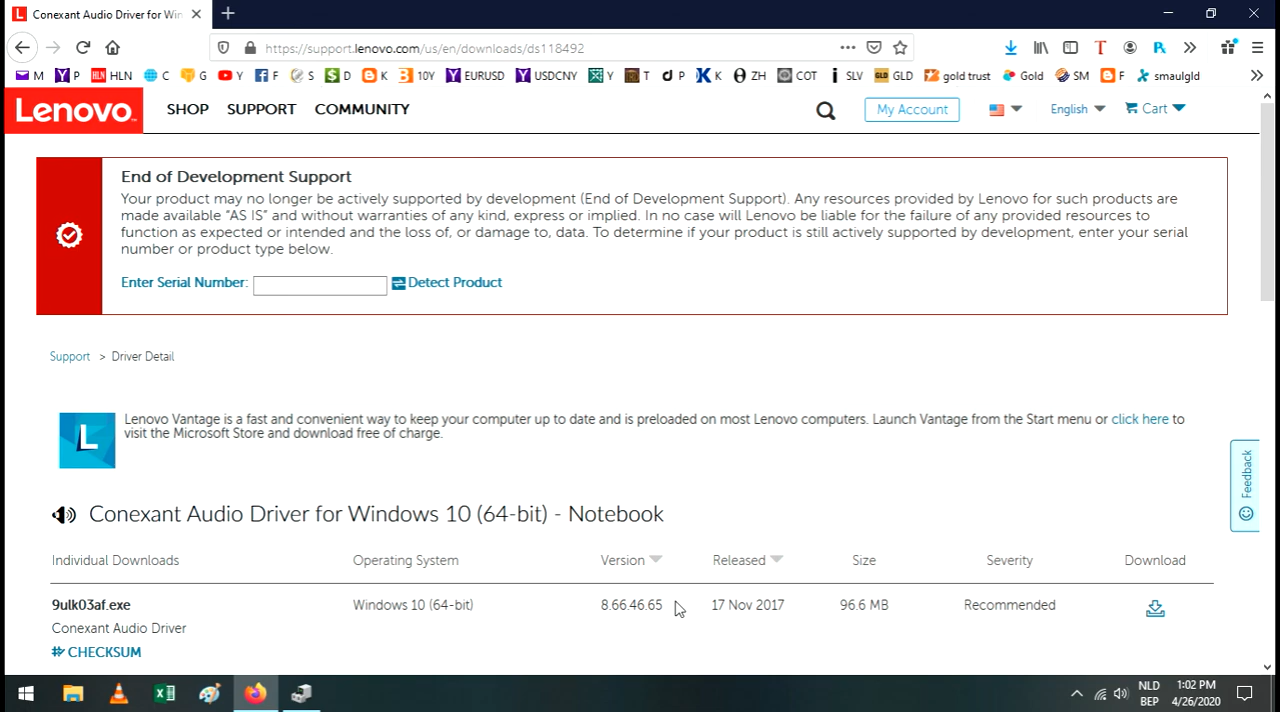 Conexant Audio Driver for Win
https://support.lenovo.com/us/en/downloads/ds118492
M P HLN C G Y F S D K 10Y EURUSD USDCNY Y T P K ZH COT SLV GLD gold trust Gold SM F smaulgld
Lenovo SHOP SUPPORT COMMUNITY My Account English Cart
End of Development Support
Your product may no longer be actively supported by development (End of Development Support). Any resources provided by Lenovo for such products are
made available “AS IS” and without warranties of any kind, express or implied. In no case will Lenovo be liable for the failure of any provided resources to
function as expected or intended and the loss of, or damage to, data. To determine if your product is still actively supported by development, enter your serial
number or product type below.
Enter Serial Number: Detect Product
Support > Driver Detail
Lenovo Vantage is a fast and convenient way to keep your computer up to date and is preloaded on most Lenovo computers. Launch Vantage from the Start menu or click here to
visit the Microsoft Store and download free of charge.
Feedback
Conexant Audio Driver for Windows 10 (64-bit) - Notebook
Individual Downloads Operating System Version Released Size Severity Download
9ulk03af.exe Windows 10 (64-bit) 8.66.46.65 17 Nov 2017 96.6 MB Recommended
Conexant Audio Driver
CHECKSUM
NLD 1:02 PM
BEP 4/26/2020